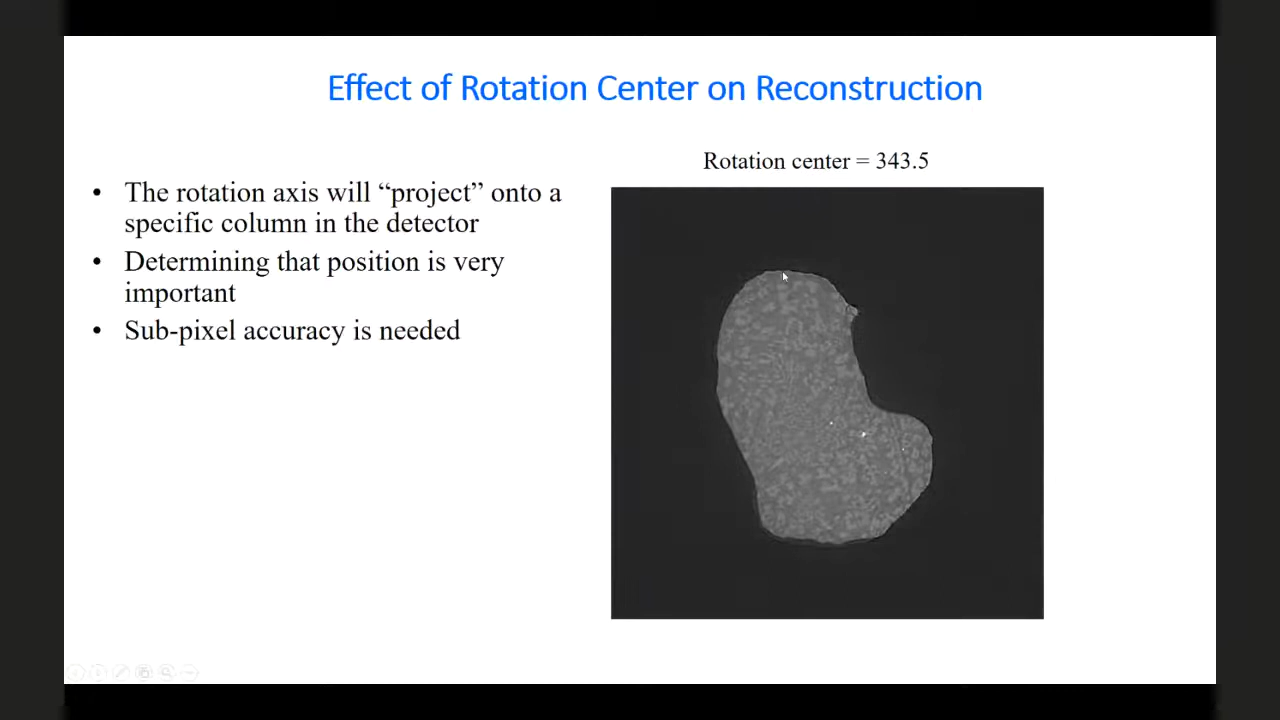 Effect of Rotation Center on Reconstruction
Rotation center = 343.5
• The rotation axis will “project” onto a
specific column in the detector
• Determining that position is very
important
• Sub-pixel accuracy is needed